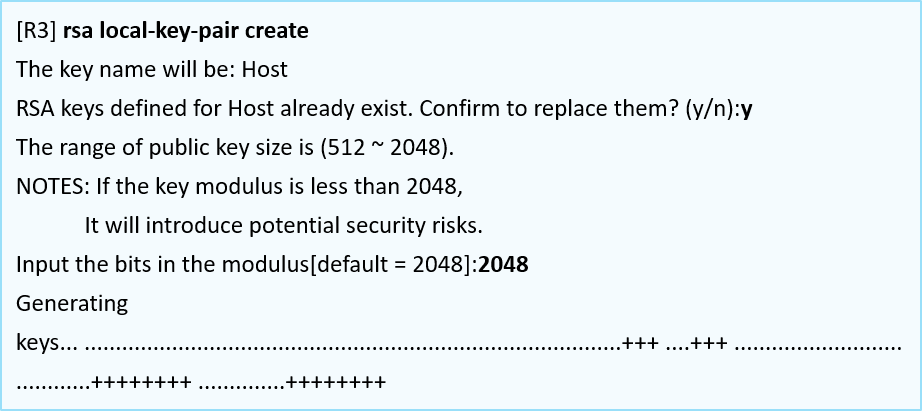 [R3] rsa local-key-pair create
The key name will be: Host
RSA keys defined for Host already exist. Confirm to replace them? (y/n):y
The range of public key size is (512 ~ 2048).
NOTES: If the key modulus is less than 2048,
It will introduce potential security risks.
Input the bits in the modulus[default = 2048]:2048
Generating
keys... ......................................................................................+++ ....+++ ...........................
............++++++++ ..............++++++++